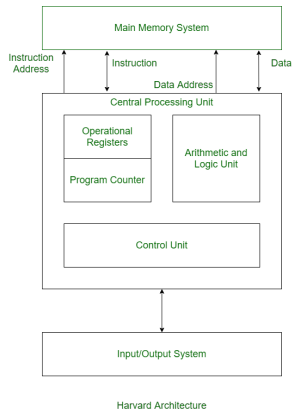 Main Memory System
Instruction
Address
Instruction
Data Address
Data
Central Processing Unit
Operational
Registers
Program Counter
Arithmetic and
Logic Unit
Control Unit
Input/Output System
Harvard Architecture